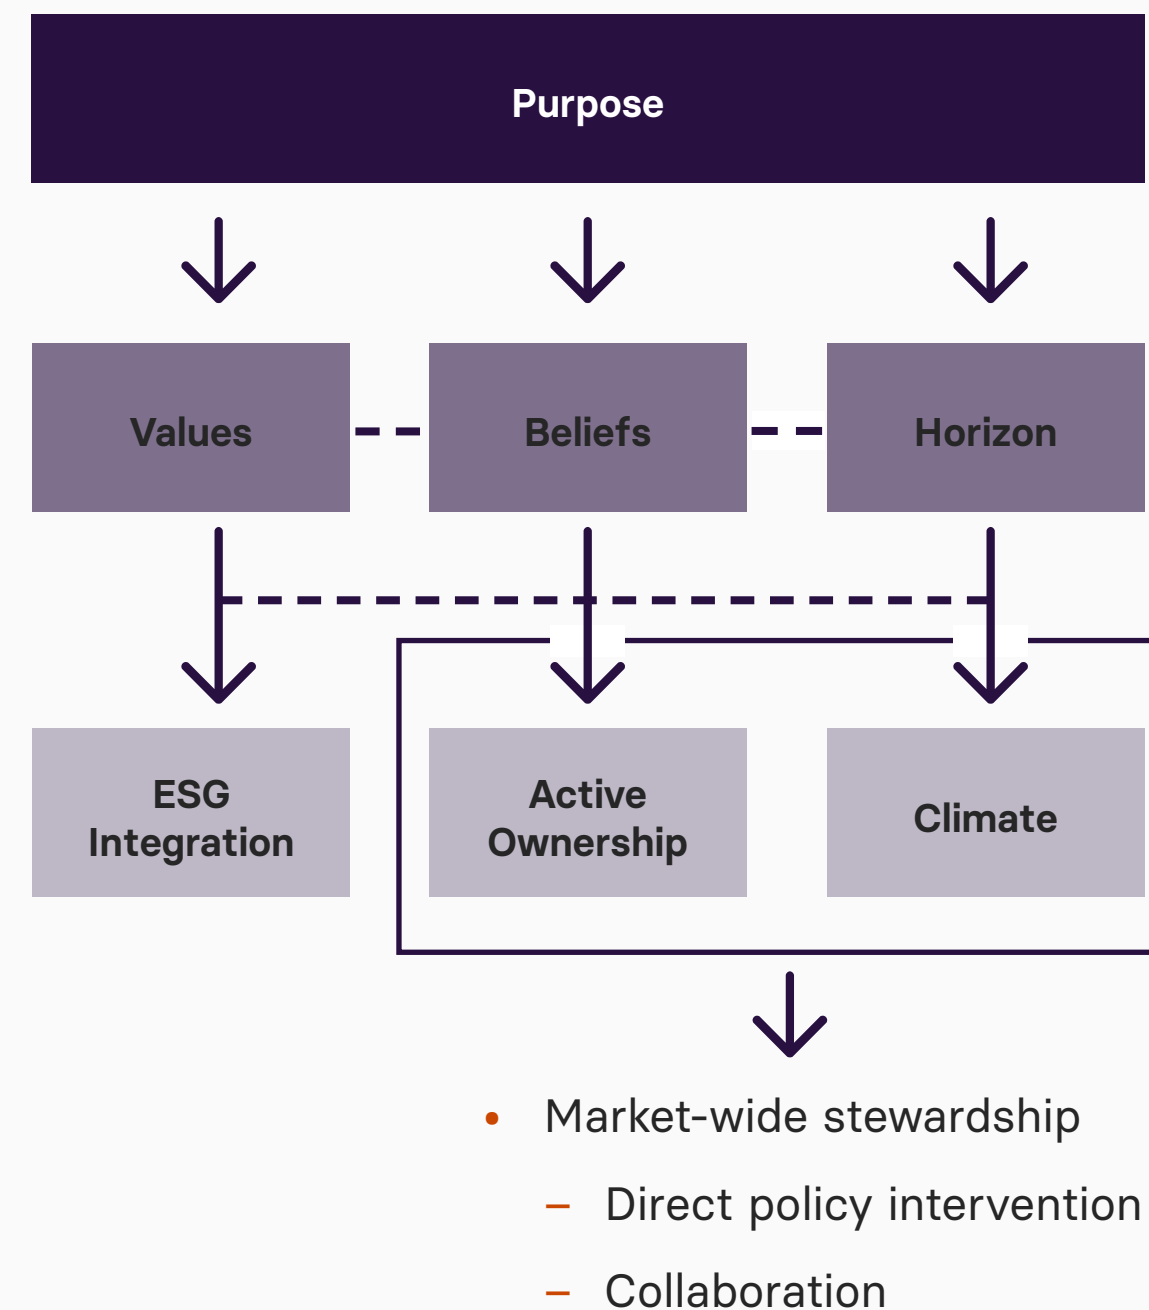 Purpose
Values
Beliefs
Horizon
ESG
Integration
Active
Ownership
Climate
• Market-wide stewardship
– Direct policy intervention
– Collaboration